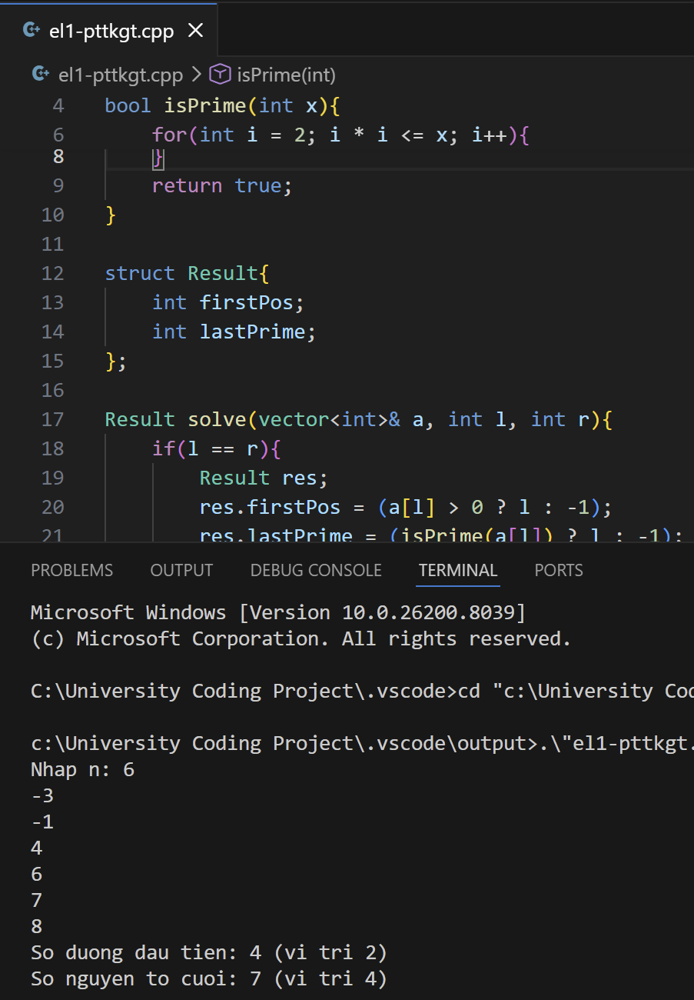 el1-pttkgt.cpp
el1-pttkgt.cpp > isPrime(int)
4 bool isPrime(int x){
6 for(int i = 2; i * i <= x; i++){
8 }
9 return true;
10 }
11
12 struct Result{
13 int firstPos;
14 int lastPrime;
15 };
16
17 Result solve(vector<int>& a, int l, int r){
18 if(l == r){
19 Result res;
20 res.firstPos = (a[l] > 0 ? l : -1);
21 res.lastPrime = (isPrime(a[l]) ? l : -1);
PROBLEMS OUTPUT DEBUG CONSOLE TERMINAL PORTS
Microsoft Windows [Version 10.0.26200.8039]
(c) Microsoft Corporation. All rights reserved.
C:\University Coding Project\.vscode>cd "c:\University Cod
c:\University Coding Project\.vscode\output>.\"el1-pttkgt.
Nhap n: 6
-3
-1
4
6
7
8
So duong dau tien: 4 (vi tri 2)
So nguyen to cuoi: 7 (vi tri 4)